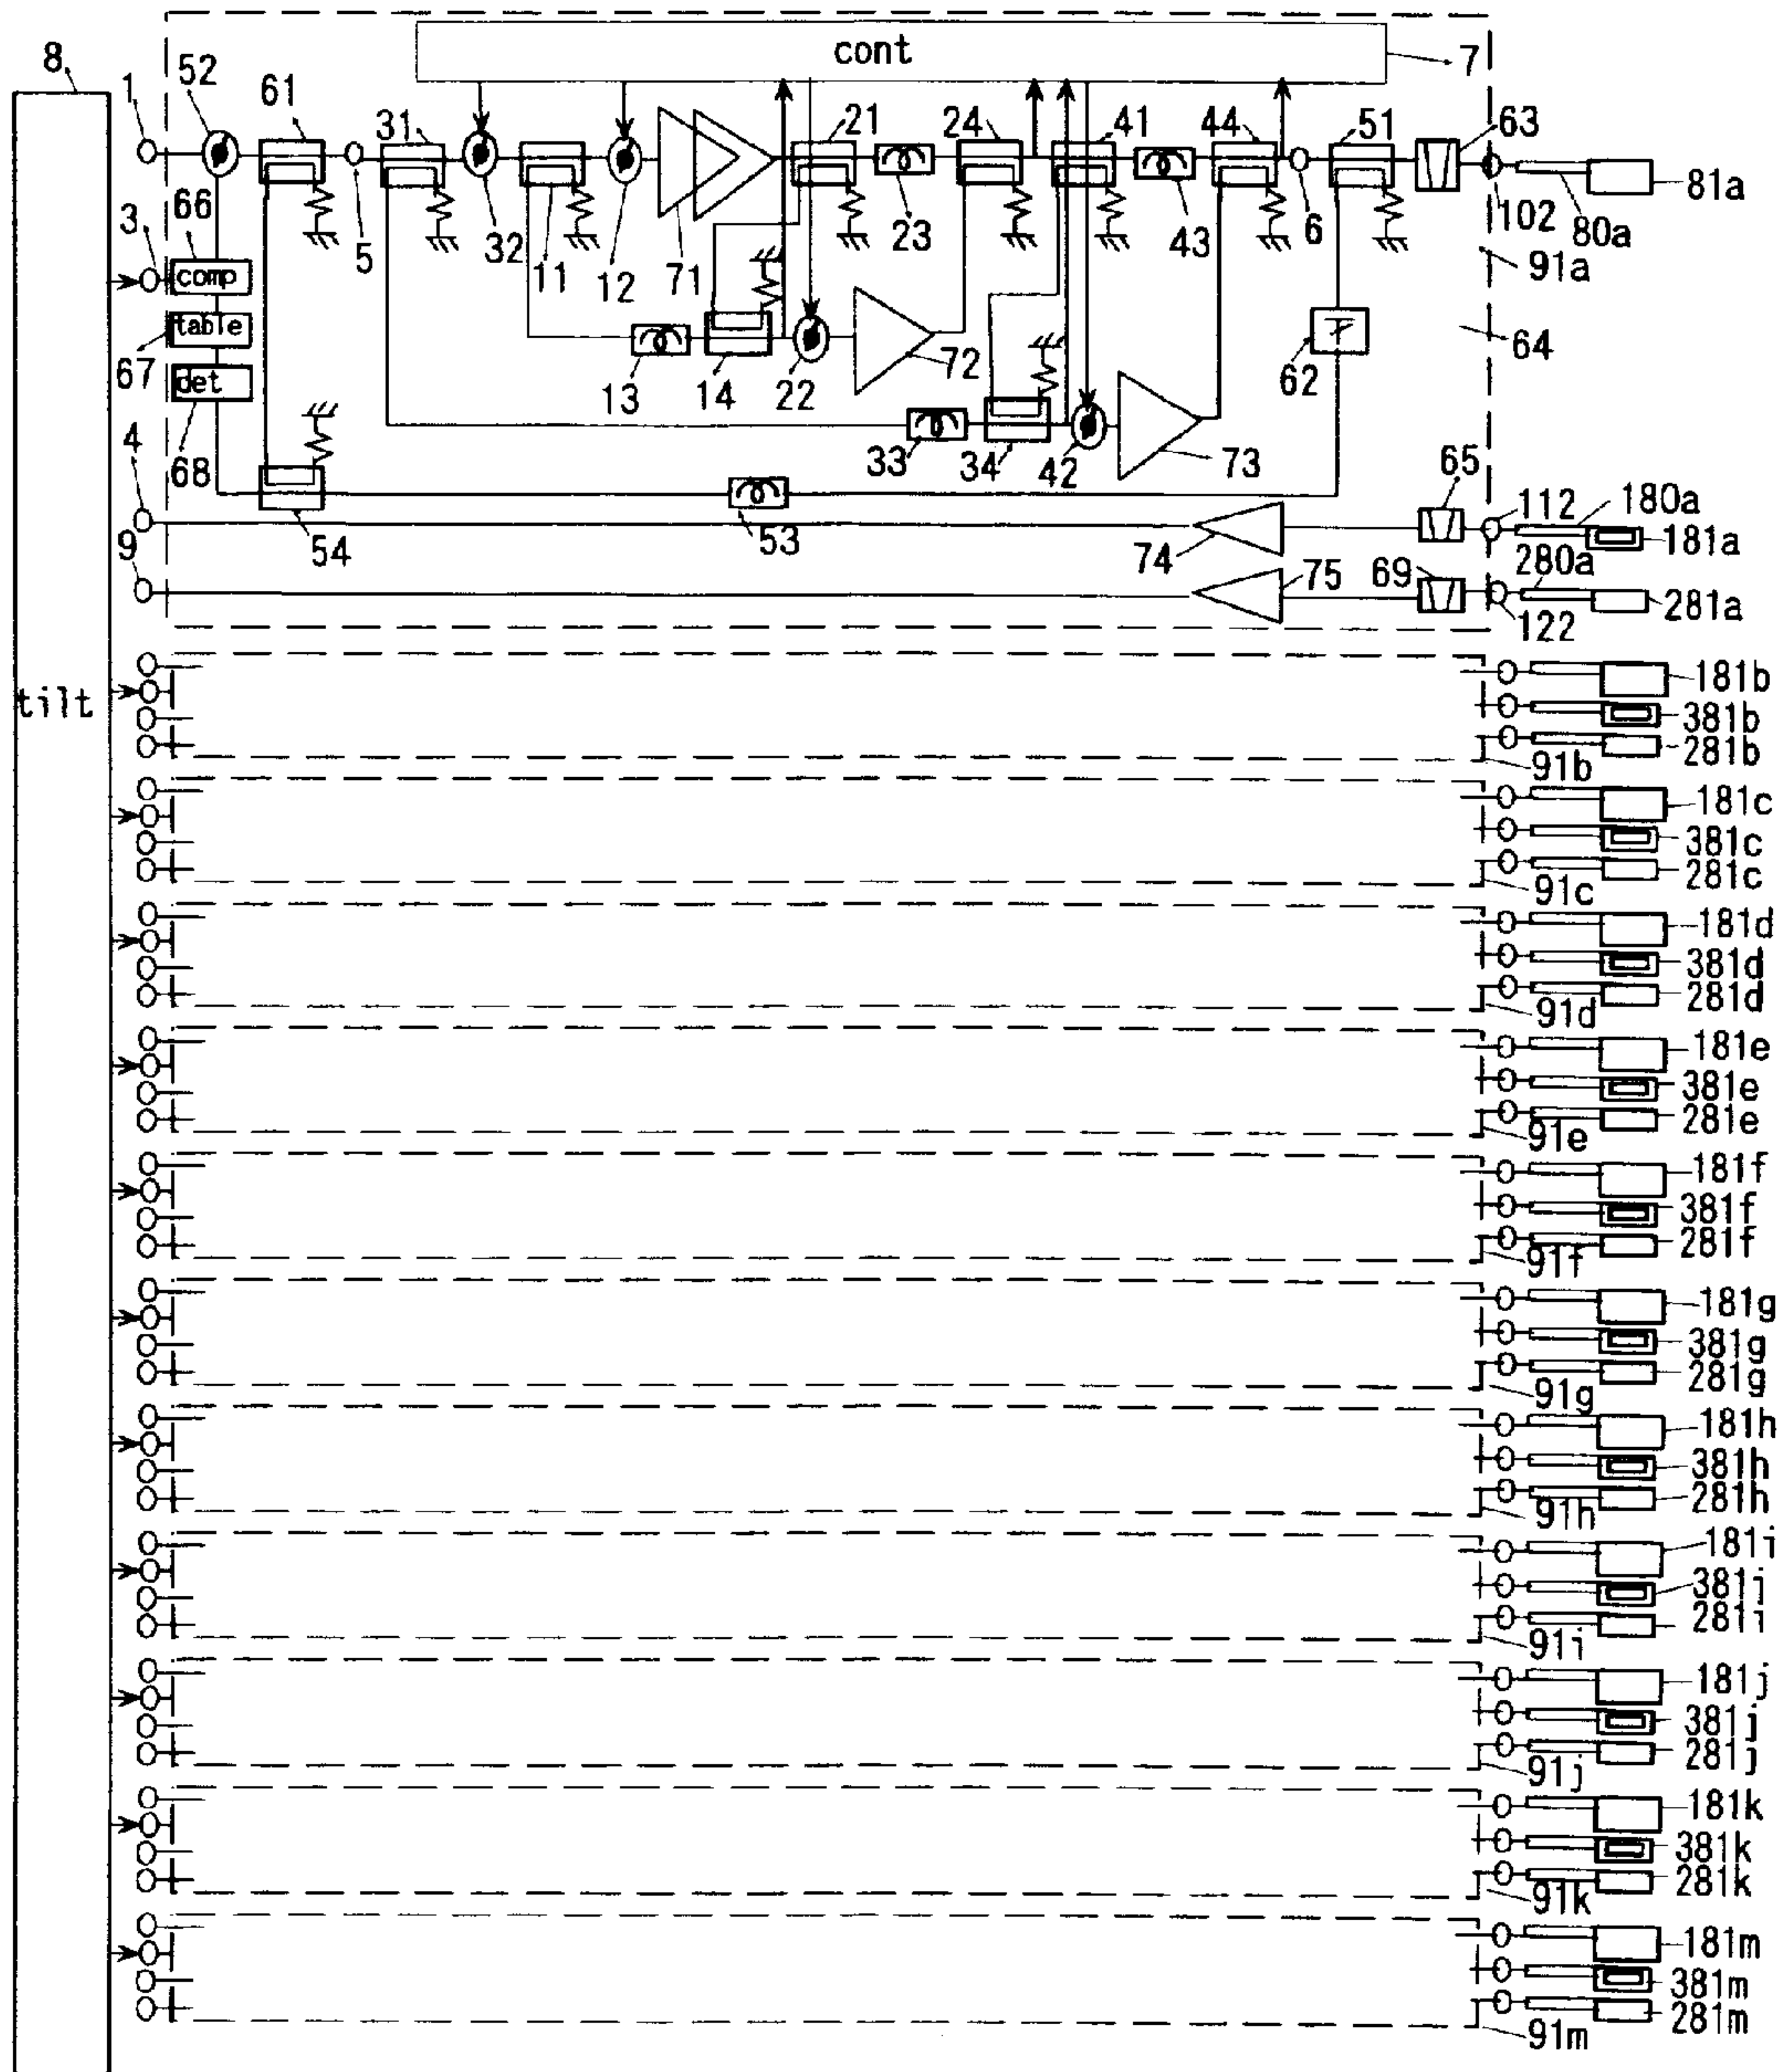 cont
7
8
1
52
61
31
21
24
41
44
51
63
66
3
5
32
11
12
71
23
43
6
102
80a
81a
91a
comp
table
67
det
13
14
22
72
62
64
4
68
33
34
42
73
65
112
180a
181a
9
54
53
74
280a
75
69
122
281a
tilt
181b
381b
281b
91b
181c
381c
281c
91c
181d
381d
281d
91d
181e
381e
281e
91e
181f
381f
281f
91f
181g
381g
281g
91g
181h
381h
281h
91h
181i
381j
281i
91i
181j
381j
281j
91j
181k
381k
281k
91k
181m
381m
281m
91m